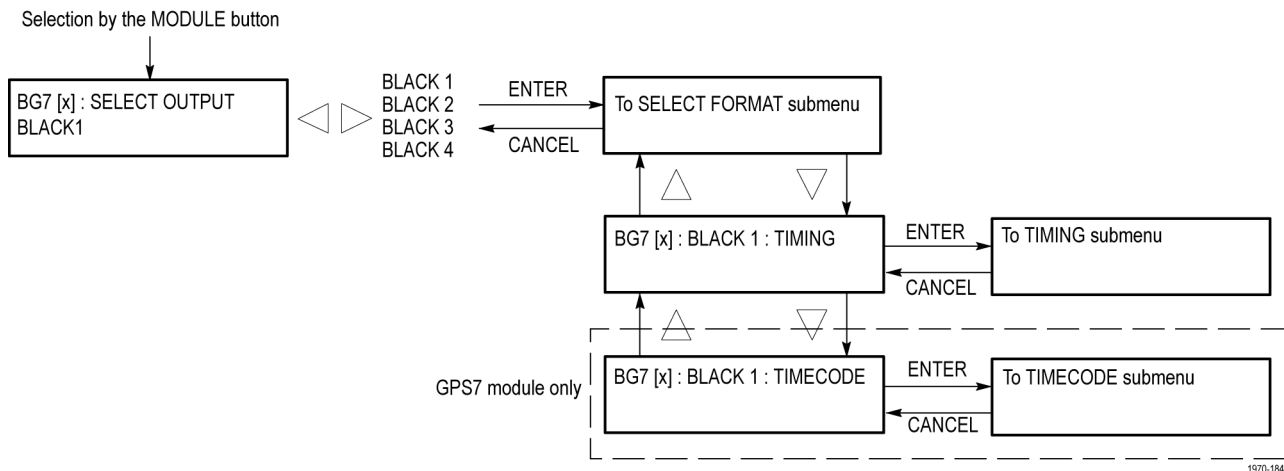 Selection by the MODULE button
BG7 [x] : SELECT OUTPUT
BLACK1
BLACK 1
BLACK 2
BLACK 3
BLACK 4
ENTER
CANCEL
To SELECT FORMAT submenu
BG7 [x] : BLACK 1 : TIMING
ENTER
CANCEL
To TIMING submenu
GPS7 module only
BG7 [x] : BLACK 1 : TIMECODE
ENTER
CANCEL
To TIMECODE submenu
1970-184